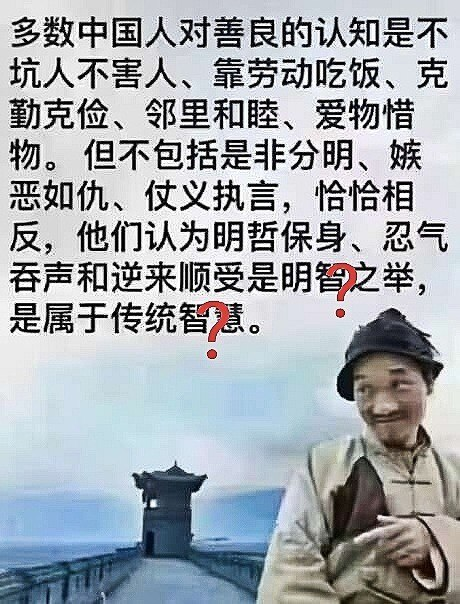 多数中国人对善良的认知是不
坑人不害人、靠劳动吃饭、克
勤克俭、邻里和睦、爱物惜
物。但不包括是非分明、嫉
恶如仇、仗义执言，恰恰相
反，他们认为明哲保身、忍气
吞声和逆来顺受是明智之举，
是属于传统智慧。
？
？